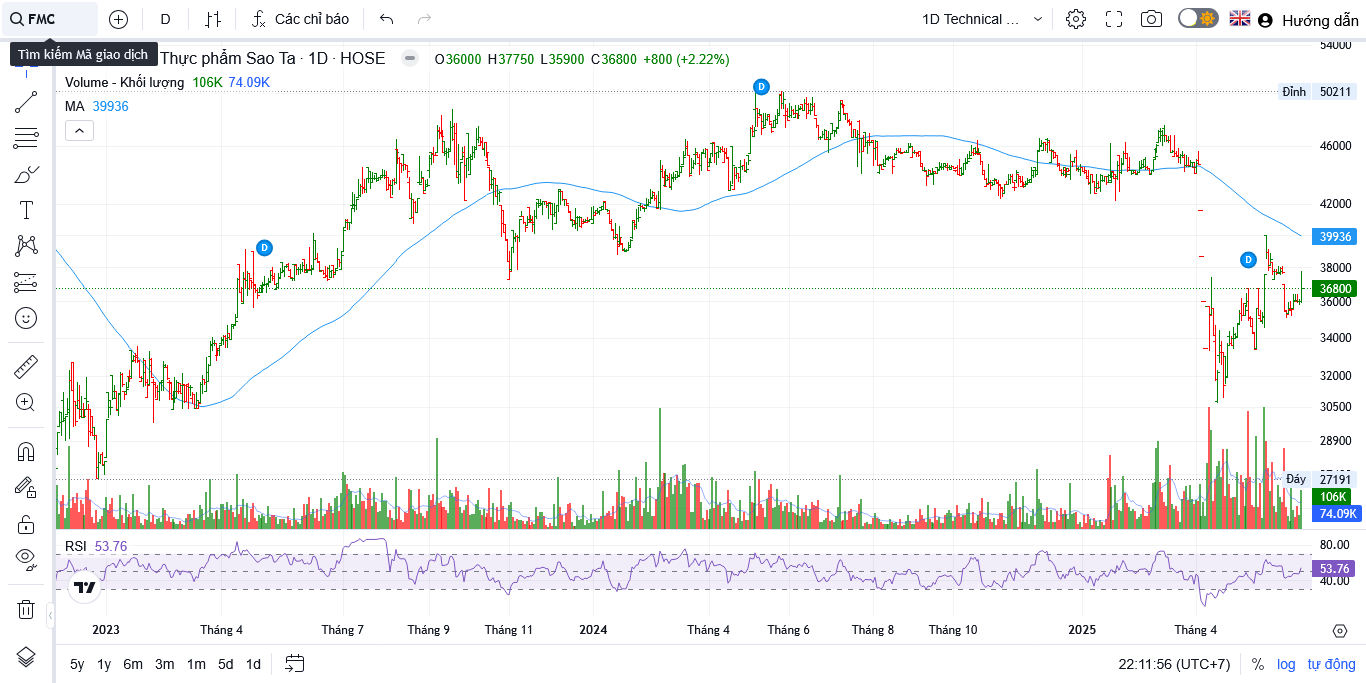 FMC
D
Các chỉ báo
1D Technical ...
Hướng dẫn
Tìm kiếm Mã giao dịch
Thực phẩm Sao Ta · 1D · HOSE
O36000 H37750 L35900 C36800 +800 (+2.22%)
Volume - Khối lượng 106K 74.09K
MA 39936
54000
Đỉnh 50211
46000
42000
39936
38000
36800
36000
34000
32000
30500
28900
Đáy 27191
106K
74.09K
D
D
D
RSI 53.76
80.00
53.76
40.00
2023 Tháng 4 Tháng 7 Tháng 9 Tháng 11 2024 Tháng 4 Tháng 6 Tháng 8 Tháng 10 2025 Tháng 4
5y 1y 6m 3m 1m 5d 1d
22:11:56 (UTC+7) % log tự động